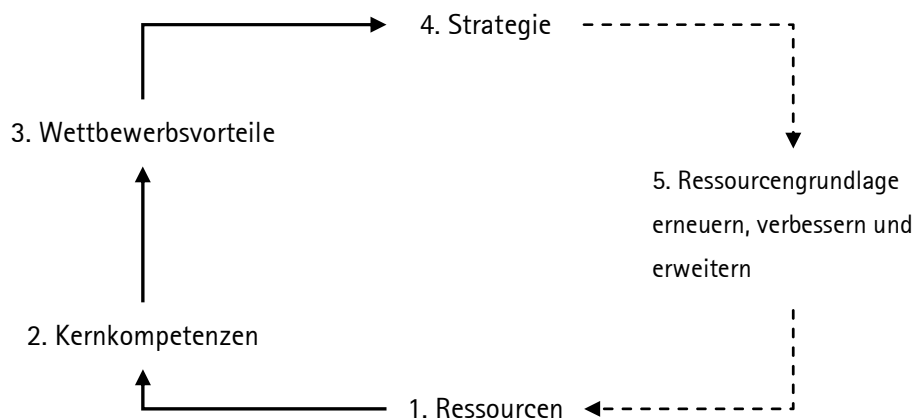 4. Strategie
3. Wettbewerbsvorteile
5. Ressourcengrundlage
erneuern, verbessern und
erweitern
2. Kernkompetenzen
1. Ressourcen